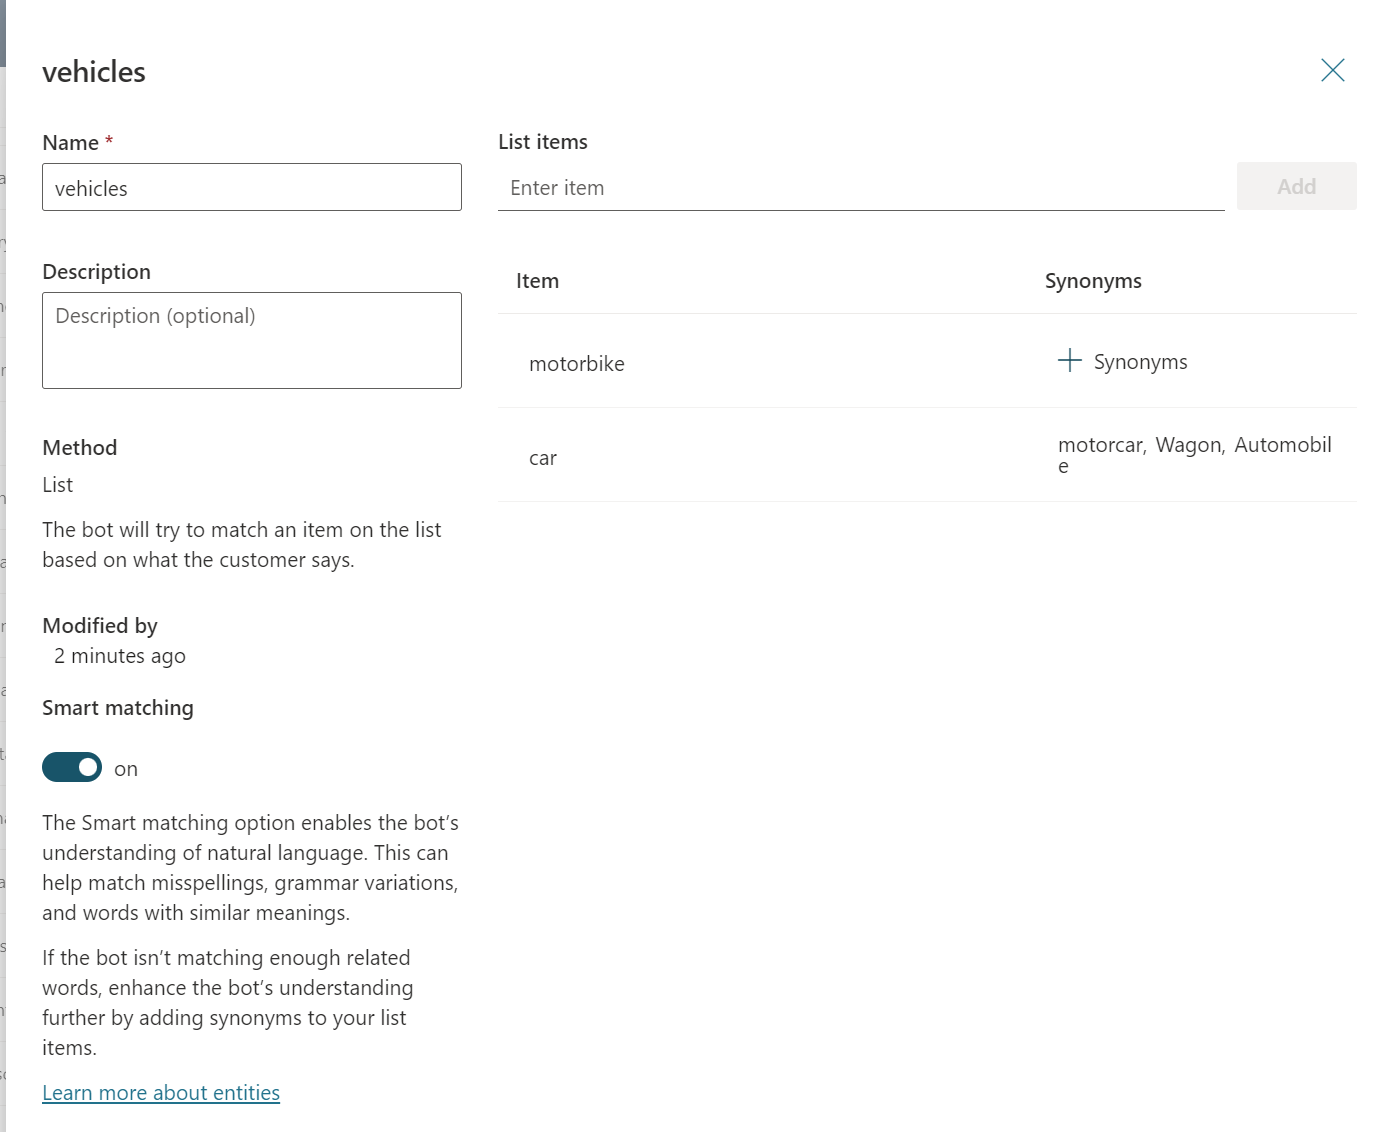 vehicles
Name *
vehicles
Description
Description (optional)
Method
List
The bot will try to match an item on the list
based on what the customer says.
Modified by
2 minutes ago
Smart matching
on
The Smart matching option enables the bot’s
understanding of natural language. This can
help match misspellings, grammar variations,
and words with similar meanings.
If the bot isn’t matching enough related
words, enhance the bot’s understanding
further by adding synonyms to your list
items.
Learn more about entities
List items
Enter item
Add
Item Synonyms
motorbike Synonyms
car motorcar, Wagon, Automobil
e